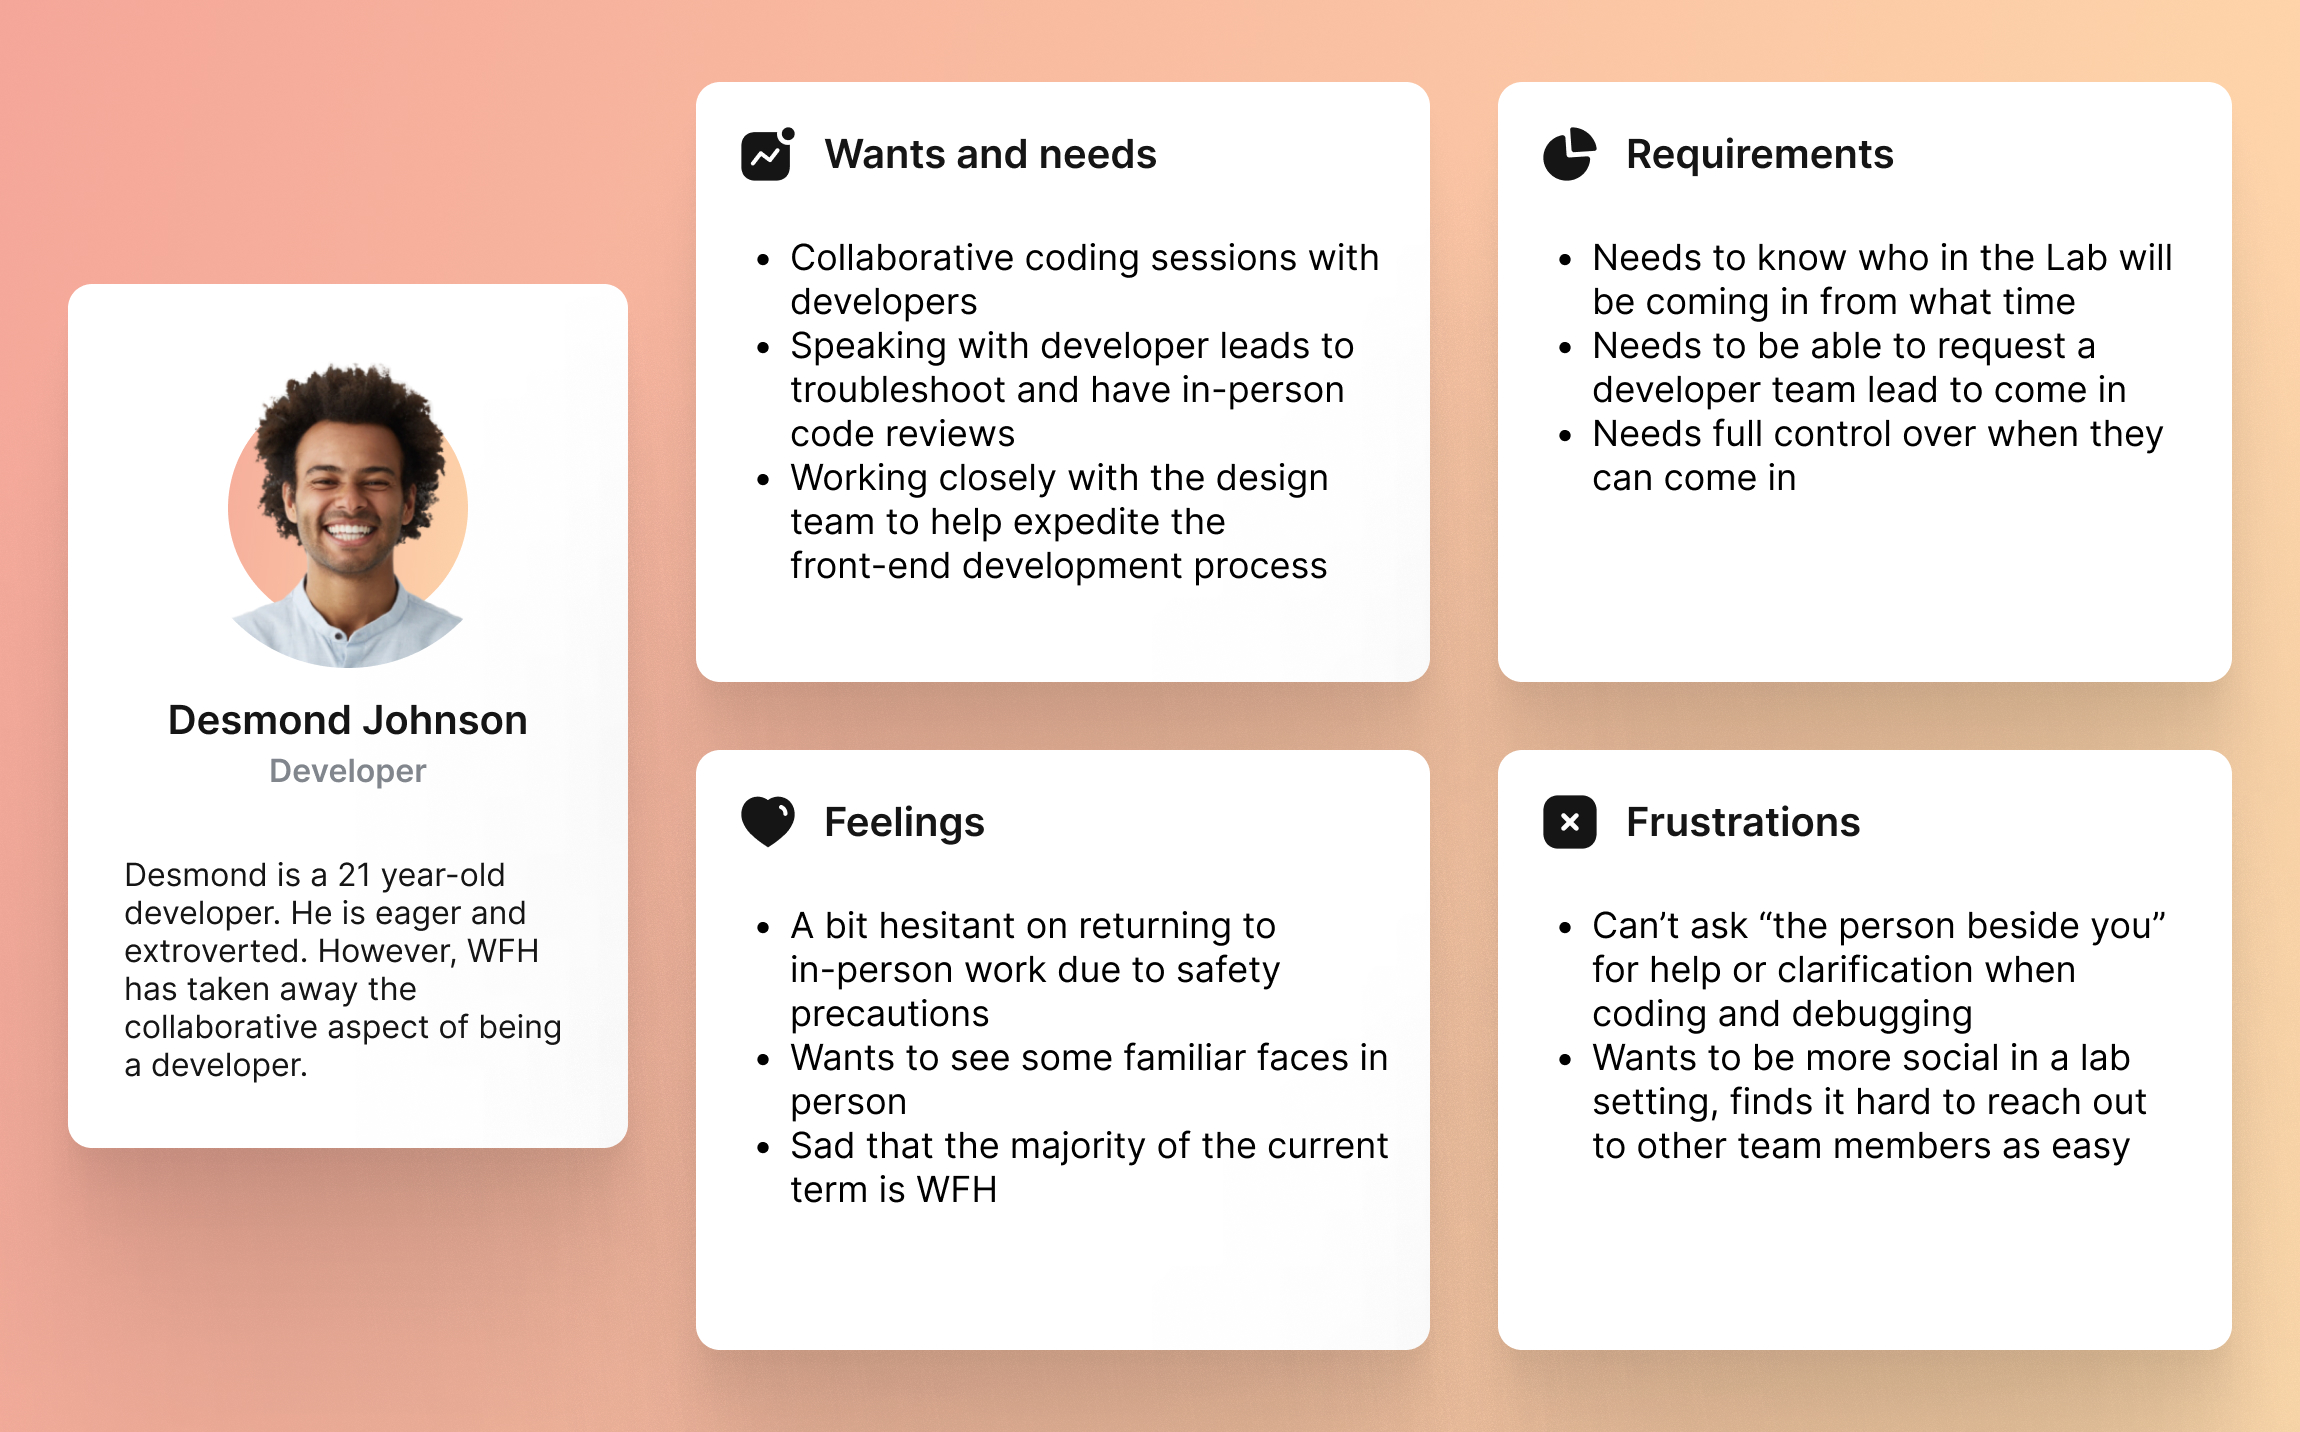 Desmond Johnson
Developer
Desmond is a 21 year-old
developer. He is eager and
extroverted. However, WFH
has taken away the
collaborative aspect of being
a developer.
Wants and needs
• Collaborative coding sessions with
developers
• Speaking with developer leads to
troubleshoot and have in-person
code reviews
• Working closely with the design
team to help expedite the
front-end development process
Requirements
• Needs to know who in the Lab will
be coming in from what time
• Needs to be able to request a
developer team lead to come in
• Needs full control over when they
can come in
Feelings
• A bit hesitant on returning to
in-person work due to safety
precautions
• Wants to see some familiar faces in
person
• Sad that the majority of the current
term is WFH
Frustrations
• Can’t ask “the person beside you”
for help or clarification when
coding and debugging
• Wants to be more social in a lab
setting, finds it hard to reach out
to other team members as easy